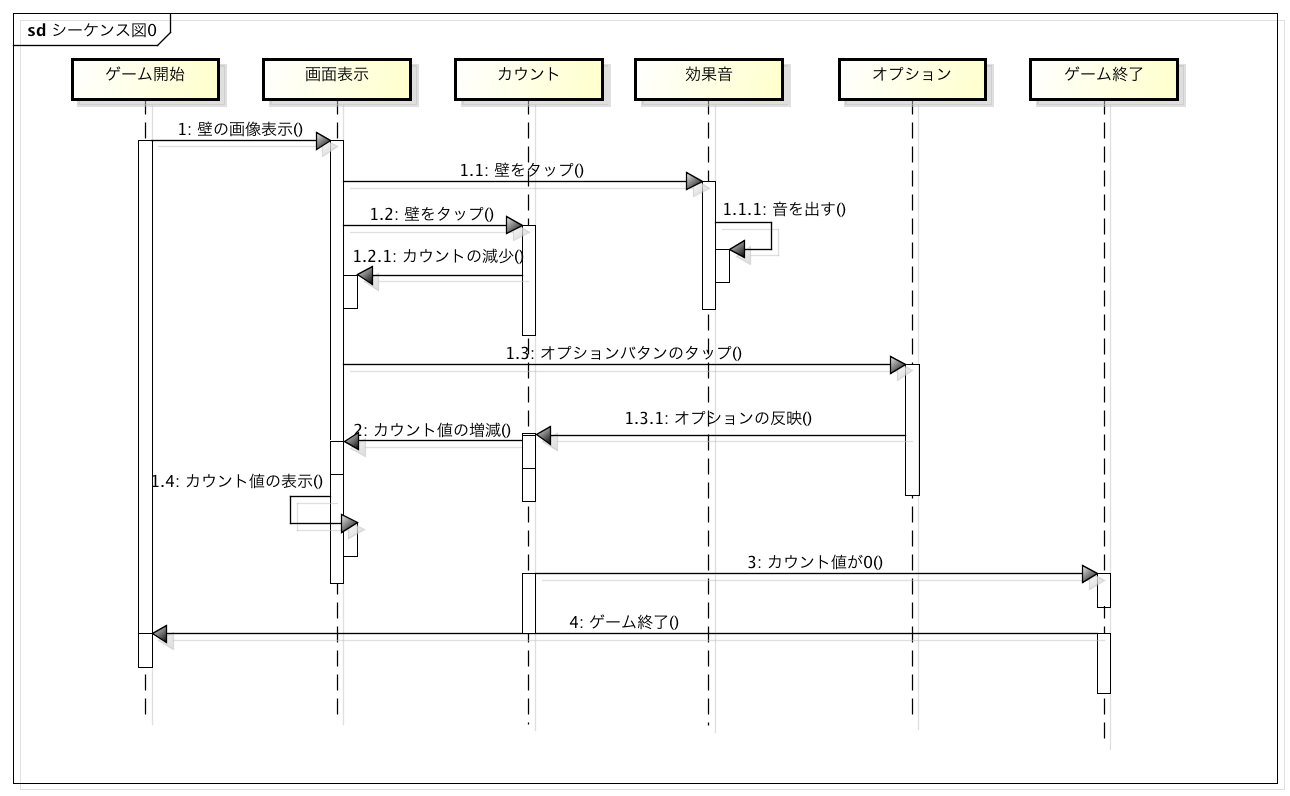 sd シーケンス図0
ゲーム開始
画面表示
カウント
効果音
オプション
ゲーム終了
1: 壁の画像表示()
1.1: 壁をタップ()
1.2: 壁をタップ()
1.1.1: 音を出す()
1.2.1: カウントの減少()
1.3: オプションバタンのタップ()
1.3.1: オプションの反映()
2: カウント値の増減()
1.4: カウント値の表示()
3: カウント値が0()
4: ゲーム終了()